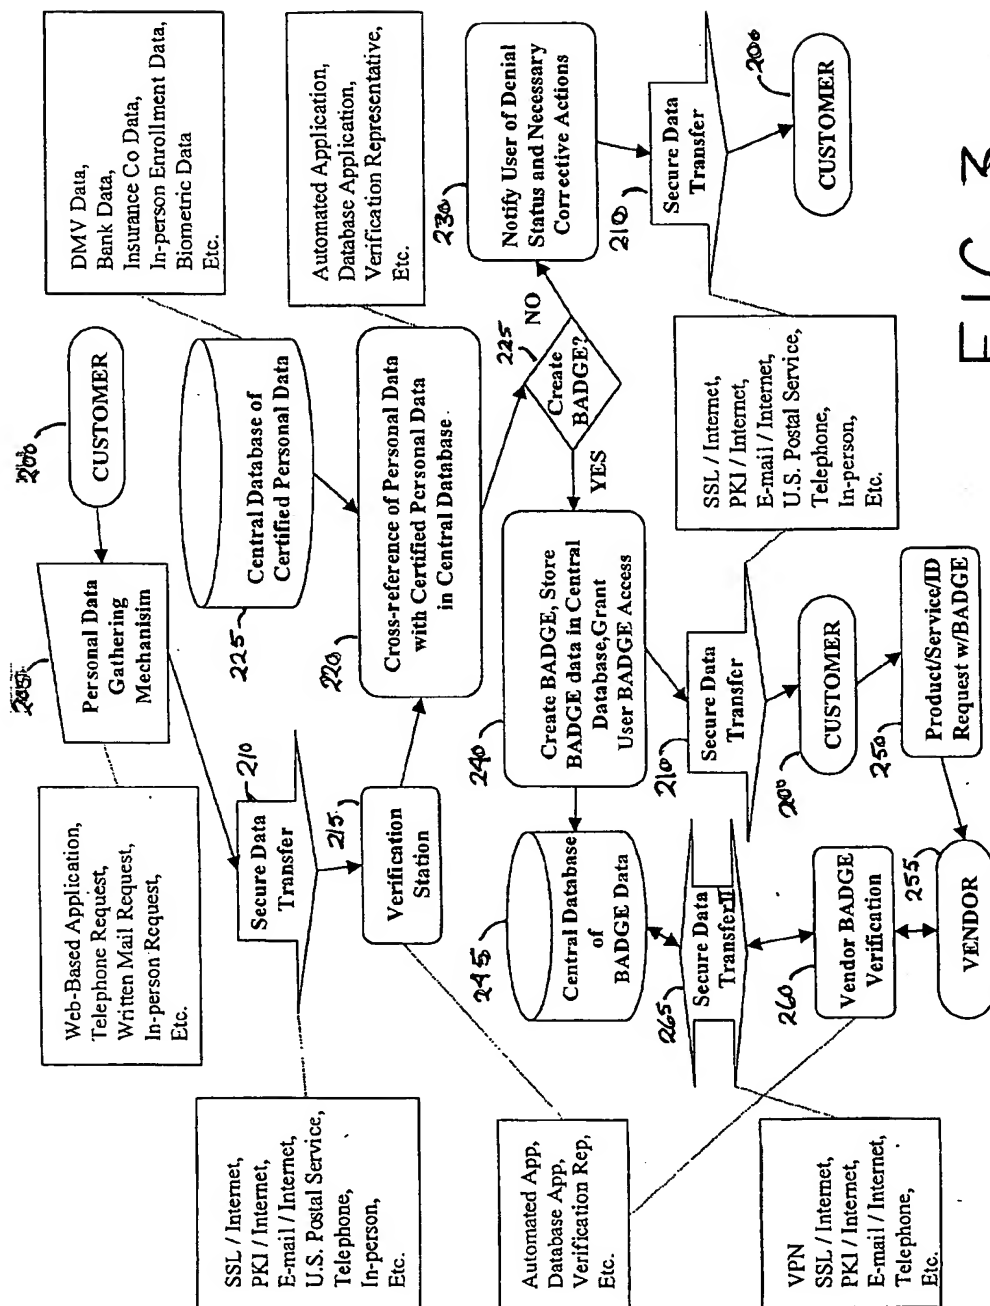 200
CUSTOMER
205
Personal Data
Gathering
Mechanisim
Web-Based Application,
Telephone Request,
Written Mail Request,
In-person Request,
Etc.
210
Secure Data
Transfer
SSL / Internet,
PKI / Internet,
E-mail / Internet,
U.S. Postal Service,
Telephone,
In-person,
Etc.
215
Verification
Station
DMV Data,
Bank Data,
Insurance Co Data,
In-person Enrollment Data,
Biometric Data
Etc.
225
Central Database of
Certified Personal Data
Automated Application,
Database Application,
Verification Representative,
Etc.
220
Cross-reference of Personal Data
with Certified Personal Data
in Central Database
225
Create
BADGE?
NO
YES
230
Notify User of Denial
Status and Necessary
Corrective Actions
210
Secure Data
Transfer
200
CUSTOMER
240
Create BADGE, Store
BADGE data in Central
Database,Grant
User BADGE Access
245
Central Database
of
BADGE Data
SSL / Internet,
PKI / Internet,
E-mail / Internet,
U.S. Postal Service,
Telephone,
In-person,
Etc.
210
Secure Data
Transfer
200
CUSTOMER
250
Product/Service/ID
Request w/BADGE
255
VENDOR
260
Vendor BADGE
Verification
265
Secure Data
TransferII
Automated App,
Database App,
Verification Rep,
Etc.
VPN
SSL / Internet,
PKI / Internet,
E-mail / Internet,
Telephone,
Etc.
FIG 3